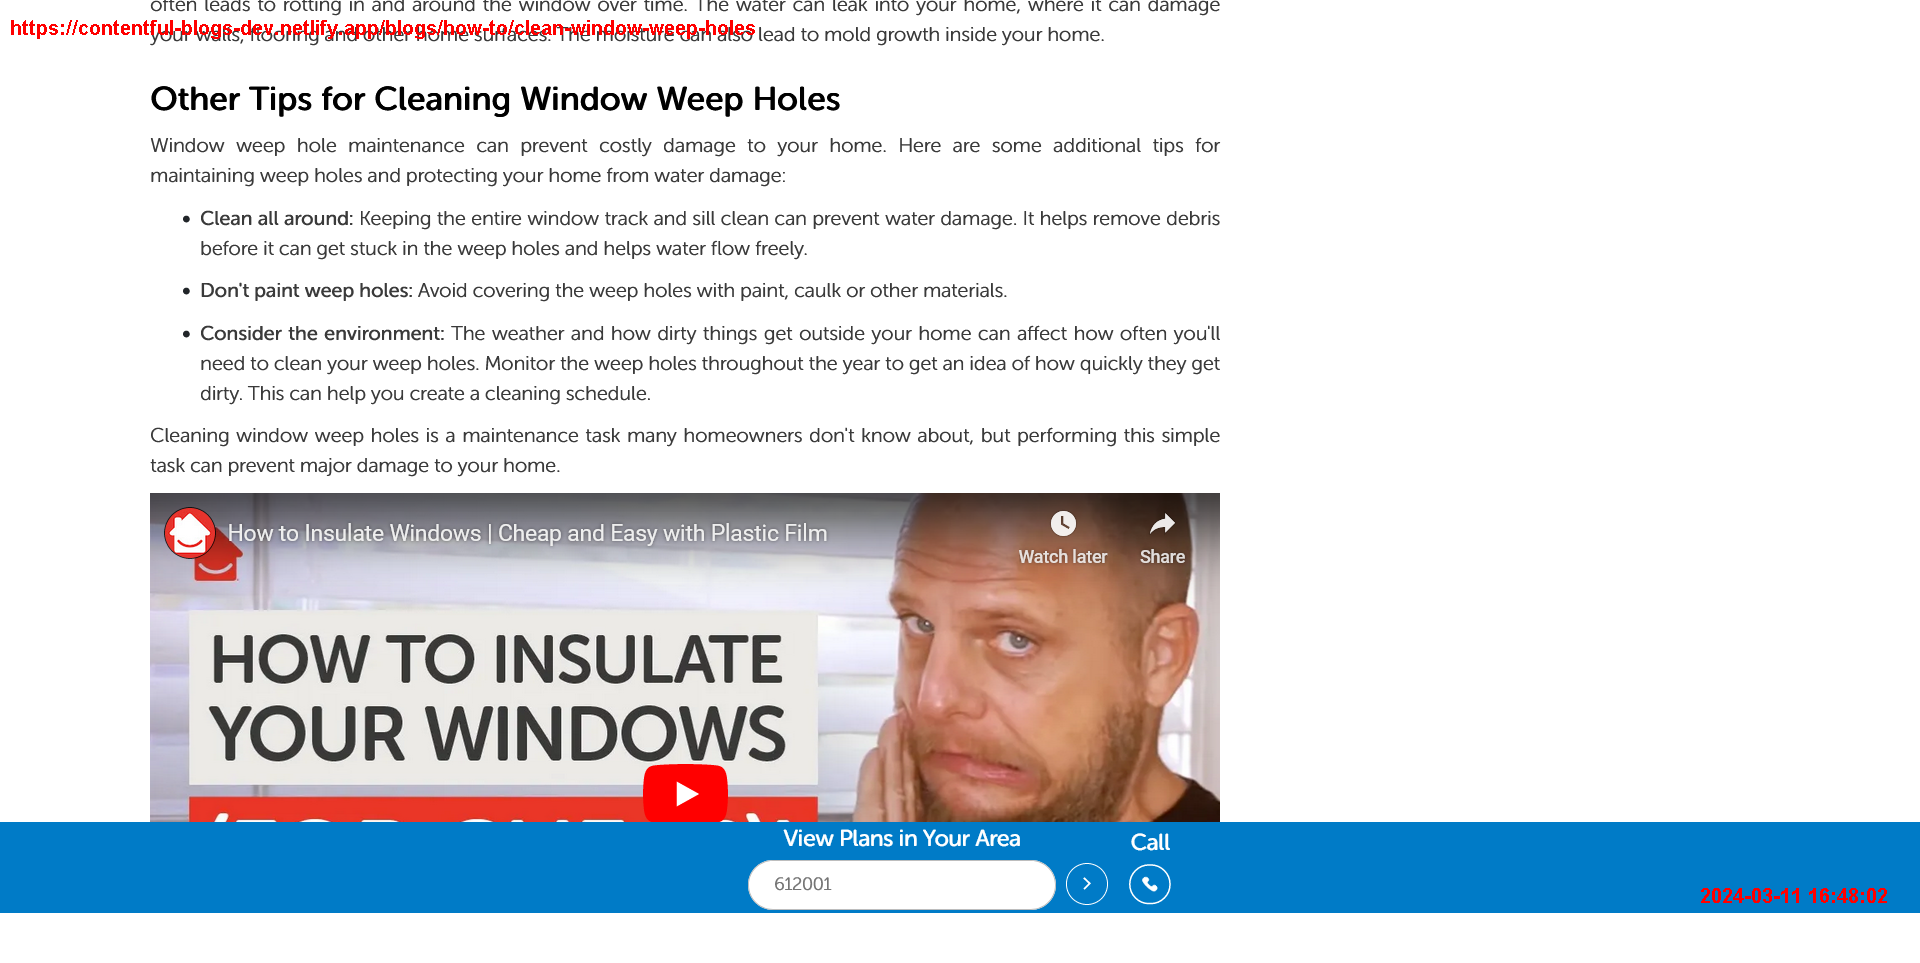 often leads to rotting in and around the window over time. The water can leak into your home, where it can damage
https://contentful-blogs-dev.netlify.app/blogs/how-to/clean-window-weep-holes
your walls, flooring and other home surfaces. The moisture can also lead to mold growth inside your home.
Other Tips for Cleaning Window Weep Holes
Window weep hole maintenance can prevent costly damage to your home. Here are some additional tips for
maintaining weep holes and protecting your home from water damage:
• Clean all around: Keeping the entire window track and sill clean can prevent water damage. It helps remove debris
before it can get stuck in the weep holes and helps water flow freely.
• Don't paint weep holes: Avoid covering the weep holes with paint, caulk or other materials.
• Consider the environment: The weather and how dirty things get outside your home can affect how often you'll
need to clean your weep holes. Monitor the weep holes throughout the year to get an idea of how quickly they get
dirty. This can help you create a cleaning schedule.
Cleaning window weep holes is a maintenance task many homeowners don't know about, but performing this simple
task can prevent major damage to your home.
How to Insulate Windows | Cheap and Easy with Plastic Film
Watch later
Share
HOW TO INSULATE
YOUR WINDOWS
View Plans in Your Area
Call
612001
2024-03-11 16:48:02